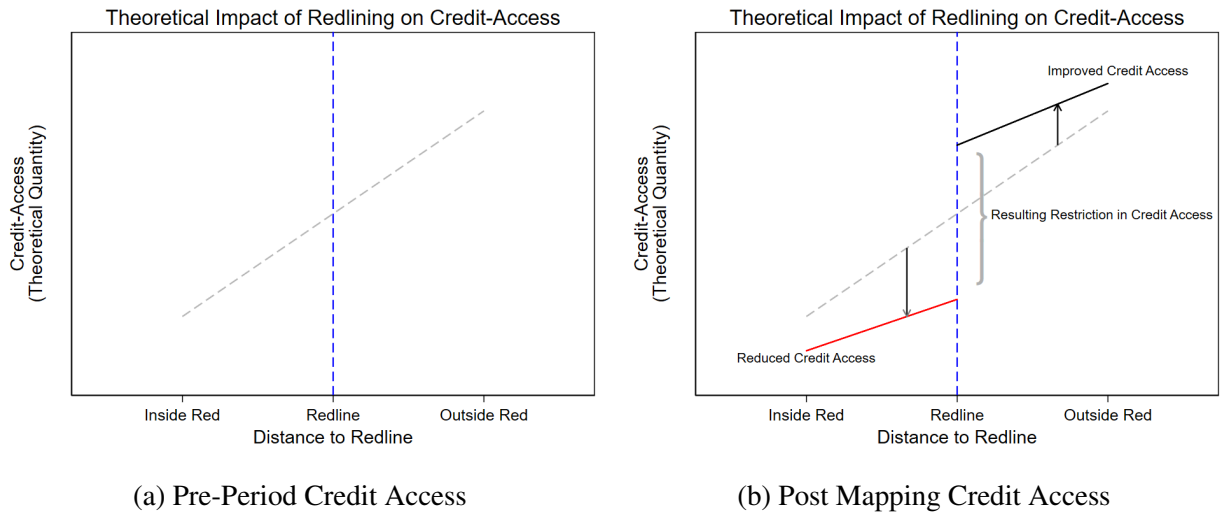 Theoretical Impact of Redlining on Credit-Access
Credit-Access
(Theoretical Quantity)
Inside Red
Redline
Outside Red
Distance to Redline
(a) Pre-Period Credit Access
Theoretical Impact of Redlining on Credit-Access
Credit-Access
(Theoretical Quantity)
Improved Credit Access
Resulting Restriction in Credit Access
Reduced Credit Access
Inside Red
Redline
Outside Red
Distance to Redline
(b) Post Mapping Credit Access